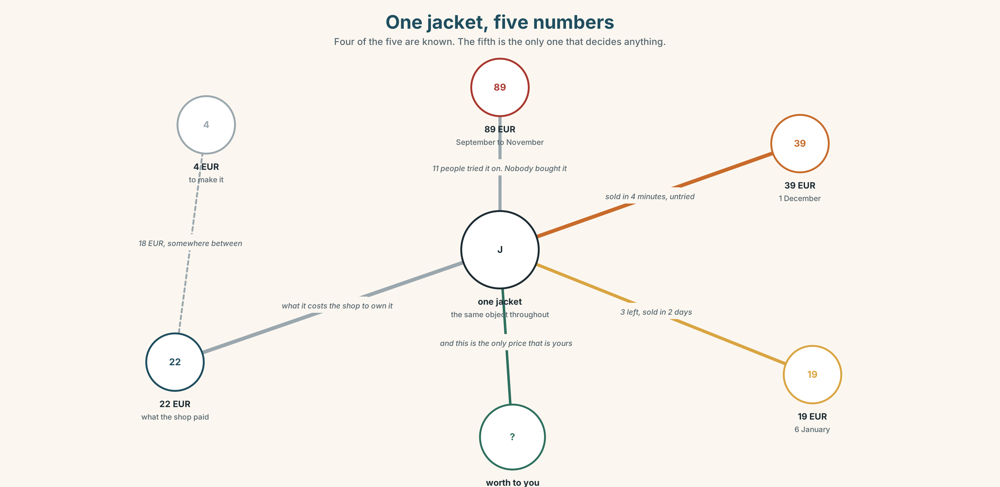 One jacket, five numbers
Four of the five are known. The fifth is the only one that decides anything.
89
89 EUR
September to November
11 people tried it on. Nobody bought it
4
4 EUR
to make it
18 EUR, somewhere between
39
39 EUR
1 December
sold in 4 minutes, untried
J
one jacket
the same object throughout
what it costs the shop to own it
3 left, sold in 2 days
and this is the only price that is yours
22
22 EUR
what the shop paid
19
19 EUR
6 January
?
worth to you